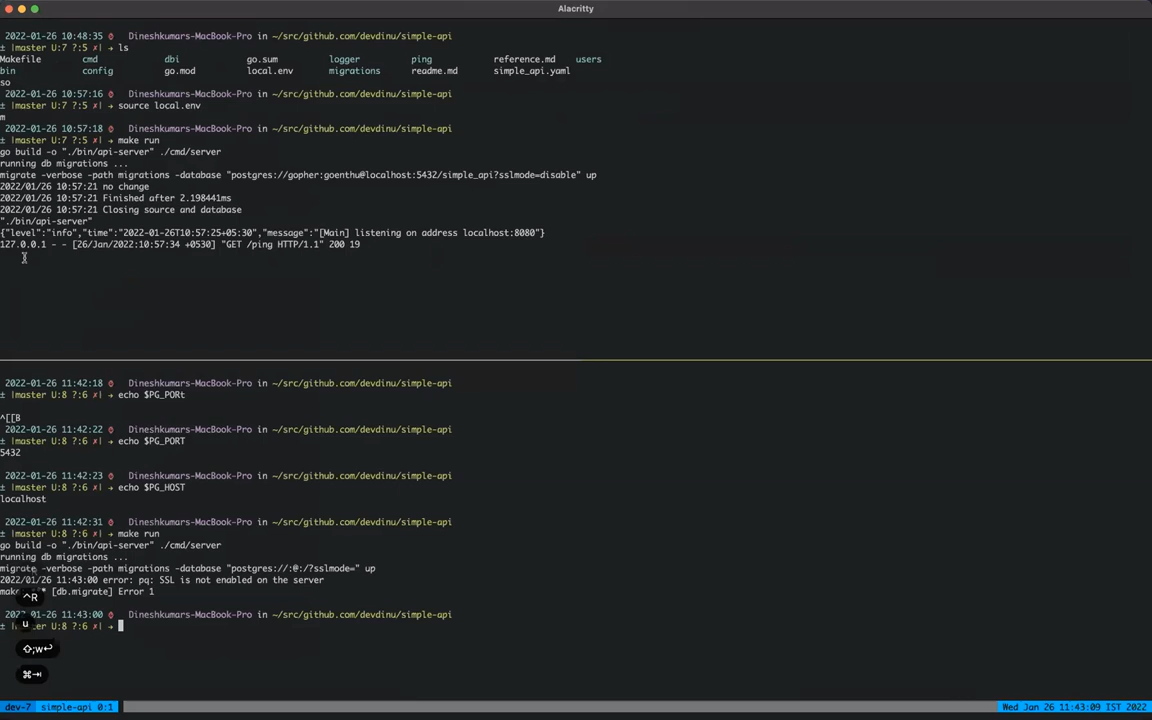 Alacritty
2022-01-26 10:48:35 Dineshkumars-MacBook-Pro in ~/src/github.com/devdinu/simple-api
± |master U:7 ?:5 ✗| → ls
Makefile cmd dbi go.sum logger ping reference.md users
bin config go.mod local.env migrations readme.md simple_api.yaml
so
2022-01-26 10:57:16 Dineshkumars-MacBook-Pro in ~/src/github.com/devdinu/simple-api
± |master U:7 ?:5 ✗| → source local.env
m
2022-01-26 10:57:18 Dineshkumars-MacBook-Pro in ~/src/github.com/devdinu/simple-api
± |master U:7 ?:5 ✗| → make run
go build -o "./bin/api-server" ./cmd/server
running db migrations ...
migrate -verbose -path migrations -database "postgres://gopher:goenthu@localhost:5432/simple_api?sslmode=disable" up
2022/01/26 10:57:21 no change
2022/01/26 10:57:21 Finished after 2.198441ms
2022/01/26 10:57:21 Closing source and database
"./bin/api-server"
{"level":"info","time":"2022-01-26T10:57:25+05:30","message":"[Main] listening on address localhost:8080"}
127.0.0.1 - - [26/Jan/2022:10:57:34 +0530] "GET /ping HTTP/1.1" 200 19
2022-01-26 11:42:18 Dineshkumars-MacBook-Pro in ~/src/github.com/devdinu/simple-api
± |master U:8 ?:6 ✗| → echo $PG_PORt
^[[B
2022-01-26 11:42:22 Dineshkumars-MacBook-Pro in ~/src/github.com/devdinu/simple-api
± |master U:8 ?:6 ✗| → echo $PG_PORT
5432
2022-01-26 11:42:23 Dineshkumars-MacBook-Pro in ~/src/github.com/devdinu/simple-api
± |master U:8 ?:6 ✗| → echo $PG_HOST
localhost
2022-01-26 11:42:31 Dineshkumars-MacBook-Pro in ~/src/github.com/devdinu/simple-api
± |master U:8 ?:6 ✗| → make run
go build -o "./bin/api-server" ./cmd/server
running db migrations ...
migrate -verbose -path migrations -database "postgres://:@:/?sslmode=" up
2022/01/26 11:43:00 error: pq: SSL is not enabled on the server
[db.migrate] Error 1
^R
2022-01-26 11:43:00 Dineshkumars-MacBook-Pro in ~/src/github.com/devdinu/simple-api
± |master U:8 ?:6 ✗| →
u
⇧;w↩
⌘⇥
dev-7 simple-api 0:1 Wed Jan 26 11:43:09 IST 2022